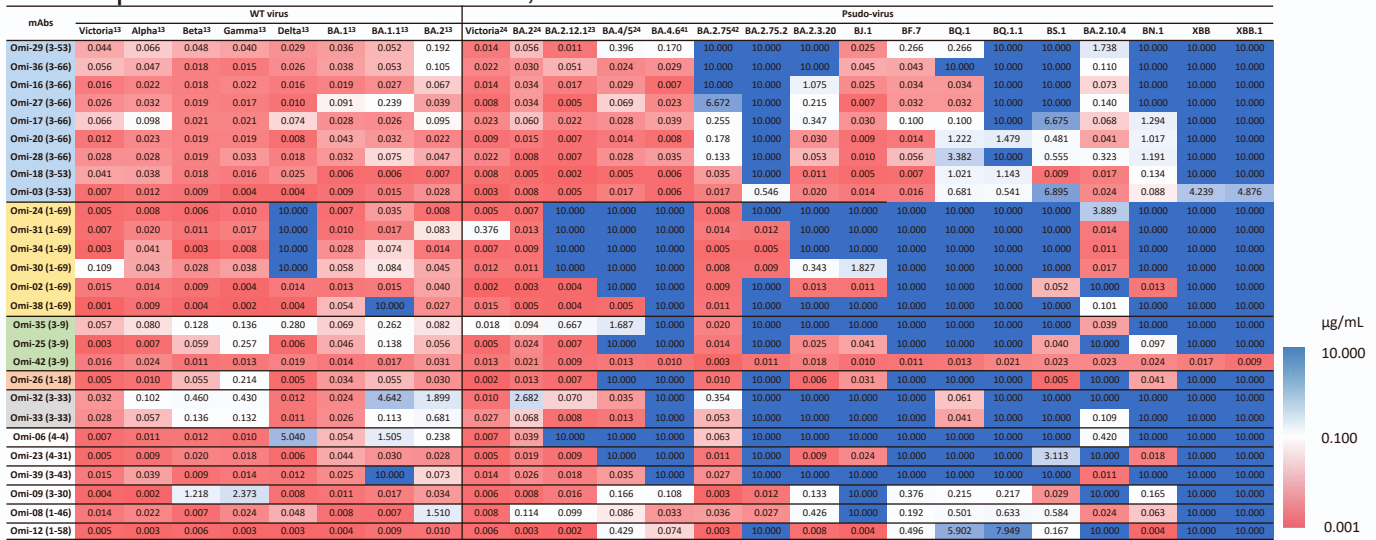 mAbs WT virus Psudo-virus
Victoria¹³ Alpha¹³ Beta¹³ Gamma¹³ Delta¹³ BA.1¹³ BA.1.1¹³ BA.2¹³ Victoria²⁴ BA.2²⁴ BA.2.12.1²³ BA.4/5²⁴ BA.4.6⁴¹ BA.2.75⁴² BA.2.75.2 BA.2.3.20 BJ.1 BF.7 BQ.1 BQ.1.1 BS.1 BA.2.10.4 BN.1 XBB XBB.1
Omi-29 (3-53) 0.044 0.066 0.048 0.040 0.029 0.036 0.052 0.192 0.014 0.056 0.011 0.396 0.170 10.000 10.000 10.000 0.025 0.266 0.266 10.000 10.000 1.738 10.000 10.000 10.000
Omi-36 (3-66) 0.056 0.047 0.018 0.015 0.026 0.038 0.053 0.105 0.022 0.030 0.051 0.024 0.029 10.000 10.000 10.000 0.045 0.043 10.000 10.000 10.000 0.110 10.000 10.000 10.000
Omi-16 (3-66) 0.016 0.022 0.018 0.022 0.016 0.019 0.027 0.067 0.014 0.034 0.017 0.029 0.007 10.000 10.000 1.075 0.025 0.034 0.034 10.000 10.000 0.073 10.000 10.000 10.000
Omi-27 (3-66) 0.026 0.032 0.019 0.017 0.010 0.091 0.239 0.039 0.008 0.034 0.005 0.069 0.023 6.672 10.000 0.215 0.007 0.032 0.032 10.000 10.000 0.140 10.000 10.000 10.000
Omi-17 (3-66) 0.066 0.098 0.021 0.021 0.074 0.028 0.026 0.095 0.023 0.060 0.022 0.028 0.039 0.255 10.000 0.347 0.030 0.100 0.100 10.000 6.675 0.068 1.294 10.000 10.000
Omi-20 (3-66) 0.012 0.023 0.019 0.019 0.008 0.043 0.032 0.022 0.009 0.015 0.007 0.014 0.008 0.178 10.000 0.030 0.009 0.014 1.222 1.479 0.481 0.041 1.017 10.000 10.000
Omi-28 (3-66) 0.028 0.028 0.019 0.033 0.018 0.032 0.075 0.047 0.022 0.008 0.007 0.028 0.035 0.133 10.000 0.053 0.010 0.056 3.382 10.000 0.555 0.323 1.191 10.000 10.000
Omi-18 (3-53) 0.041 0.038 0.018 0.016 0.025 0.006 0.006 0.007 0.008 0.005 0.002 0.005 0.006 0.035 10.000 0.011 0.005 0.007 1.021 1.143 0.009 0.017 0.134 10.000 10.000
Omi-03 (3-53) 0.007 0.012 0.009 0.004 0.004 0.009 0.015 0.028 0.003 0.008 0.005 0.017 0.006 0.017 0.546 0.020 0.014 0.016 0.681 0.541 6.895 0.024 0.088 4.239 4.876
Omi-24 (1-69) 0.005 0.008 0.006 0.010 10.000 0.007 0.035 0.008 0.005 0.007 10.000 10.000 10.000 0.008 10.000 10.000 10.000 10.000 10.000 10.000 10.000 3.889 10.000 10.000 10.000
Omi-31 (1-69) 0.007 0.020 0.011 0.017 10.000 0.010 0.017 0.083 0.376 0.013 10.000 10.000 10.000 0.014 0.012 10.000 10.000 10.000 10.000 10.000 10.000 0.014 10.000 10.000 10.000
Omi-34 (1-69) 0.003 0.041 0.003 0.008 10.000 0.028 0.074 0.014 0.007 0.009 10.000 10.000 10.000 0.005 0.005 10.000 10.000 10.000 10.000 10.000 10.000 0.011 10.000 10.000 10.000
Omi-30 (1-69) 0.109 0.043 0.028 0.038 10.000 0.058 0.084 0.045 0.012 0.011 10.000 10.000 10.000 0.008 0.009 0.343 1.827 10.000 10.000 10.000 10.000 0.017 10.000 10.000 10.000
Omi-02 (1-69) 0.015 0.014 0.009 0.004 0.014 0.013 0.015 0.040 0.002 0.003 0.004 10.000 10.000 0.009 10.000 0.013 0.011 10.000 10.000 10.000 0.052 10.000 0.013 10.000 10.000
Omi-38 (1-69) 0.001 0.009 0.004 0.002 0.004 0.054 10.000 0.027 0.015 0.005 0.004 0.005 10.000 0.011 10.000 10.000 10.000 10.000 10.000 10.000 10.000 0.101 10.000 10.000 10.000
Omi-35 (3-9) 0.057 0.080 0.128 0.136 0.280 0.069 0.262 0.082 0.018 0.094 0.667 1.687 10.000 0.020 10.000 10.000 10.000 10.000 10.000 10.000 10.000 0.039 10.000 10.000 10.000
Omi-25 (3-9) 0.003 0.007 0.059 0.257 0.006 0.046 0.138 0.056 0.005 0.024 0.007 10.000 10.000 0.014 10.000 0.025 0.041 10.000 10.000 10.000 0.040 10.000 0.097 10.000 10.000
Omi-42 (3-9) 0.016 0.024 0.011 0.013 0.019 0.014 0.017 0.031 0.013 0.021 0.009 0.013 0.010 0.003 0.011 0.018 0.010 0.011 0.013 0.021 0.023 0.023 0.024 0.017 0.009
Omi-26 (1-18) 0.005 0.010 0.055 0.214 0.005 0.034 0.055 0.030 0.002 0.013 0.007 10.000 10.000 0.010 10.000 0.006 0.031 10.000 10.000 10.000 0.005 10.000 0.041 10.000 10.000
Omi-32 (3-33) 0.032 0.102 0.460 0.430 0.012 0.024 4.642 1.899 0.010 2.682 0.070 0.035 10.000 0.354 10.000 10.000 10.000 10.000 0.061 10.000 10.000 10.000 10.000 10.000 10.000
Omi-33 (3-33) 0.028 0.057 0.136 0.132 0.011 0.026 0.113 0.681 0.027 0.068 0.008 0.013 10.000 0.053 10.000 10.000 10.000 10.000 0.041 10.000 10.000 0.109 10.000 10.000 10.000
Omi-06 (4-4) 0.007 0.011 0.012 0.010 5.040 0.054 1.505 0.238 0.007 0.039 10.000 10.000 10.000 0.063 10.000 10.000 10.000 10.000 10.000 10.000 10.000 0.420 10.000 10.000 10.000
Omi-23 (4-31) 0.005 0.009 0.020 0.018 0.006 0.044 0.030 0.028 0.005 0.019 0.009 10.000 10.000 0.011 10.000 0.009 0.024 10.000 10.000 10.000 3.113 10.000 0.018 10.000 10.000
Omi-39 (3-43) 0.015 0.039 0.009 0.014 0.012 0.025 10.000 0.073 0.014 0.026 0.018 0.035 10.000 0.027 10.000 10.000 10.000 10.000 10.000 10.000 10.000 0.011 10.000 10.000 10.000
Omi-09 (3-30) 0.004 0.002 1.218 2.373 0.008 0.011 0.017 0.034 0.006 0.008 0.016 0.166 0.108 0.003 0.012 0.133 10.000 0.376 0.215 0.217 0.029 10.000 0.165 10.000 10.000
Omi-08 (1-46) 0.014 0.022 0.007 0.024 0.048 0.008 0.007 1.510 0.008 0.114 0.099 0.086 0.033 0.036 0.027 0.426 10.000 0.192 0.501 0.633 0.584 0.024 0.063 10.000 10.000
Omi-12 (1-58) 0.005 0.003 0.006 0.003 0.003 0.004 0.009 0.010 0.006 0.003 0.002 0.429 0.074 0.003 10.000 0.008 0.004 0.496 5.902 7.949 0.167 10.000 0.004 10.000 10.000
µg/mL
10.000
0.100
0.001